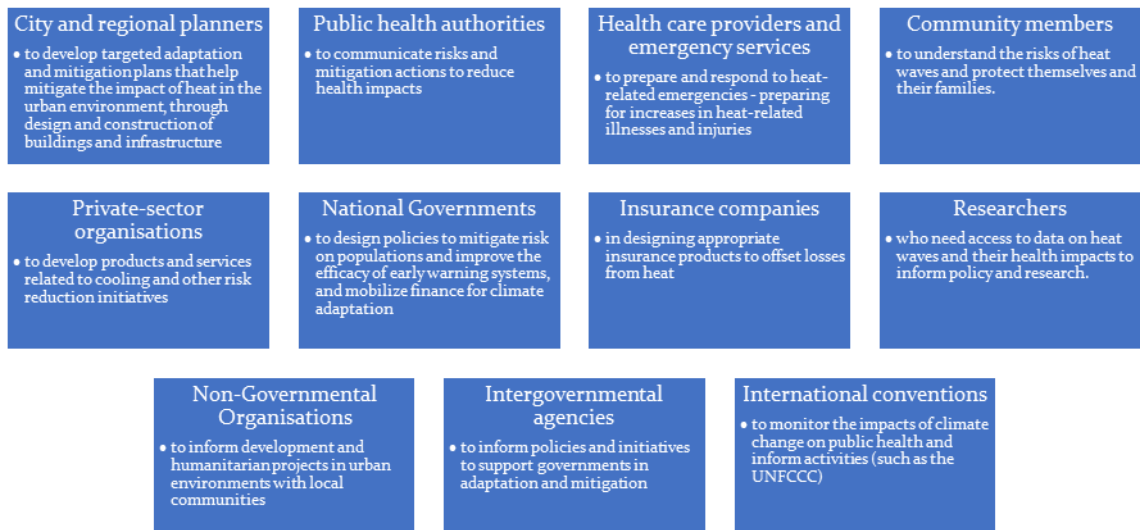 City and regional planners
• to develop targeted adaptation
and mitigation plans that help
mitigate the impact of heat in the
urban environment, through
design and construction of
buildings and infrastructure
Public health authorities
• to communicate risks and
mitigation actions to reduce
health impacts
Health care providers and
emergency services
• to prepare and respond to heat-
related emergencies - preparing
for increases in heat-related
illnesses and injuries
Community members
• to understand the risks of heat
waves and protect themselves and
their families.
Private-sector
organisations
• to develop products and services
related to cooling and other risk
reduction initiatives
National Governments
• to design policies to mitigate risk
on populations and improve the
efficacy of early warning systems,
and mobilize finance for climate
adaptation
Insurance companies
• in designing appropriate
insurance products to offset losses
from heat
Researchers
• who need access to data on heat
waves and their health impacts to
inform policy and research.
Non-Governmental
Organisations
• to inform development and
humanitarian projects in urban
environments with local
communities
Intergovernmental
agencies
• to inform policies and initiatives
to support governments in
adaptation and mitigation
International conventions
• to monitor the impacts of climate
change on public health and
inform activities (such as the
UNFCCC)